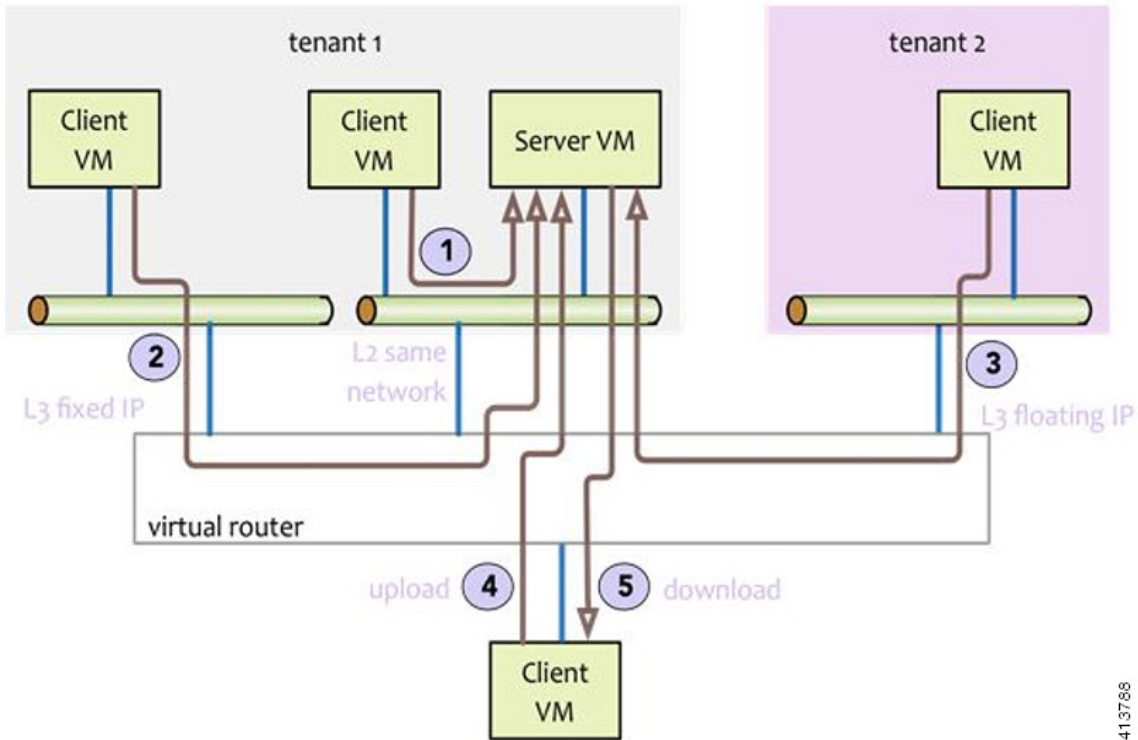 tenant 1
tenant 2
Client
VM
Client
VM
Server VM
Client
VM
1
2
L2 same
network
3
L3 fixed IP
L3 floating IP
virtual router
upload
4
5
download
Client
VM
413788